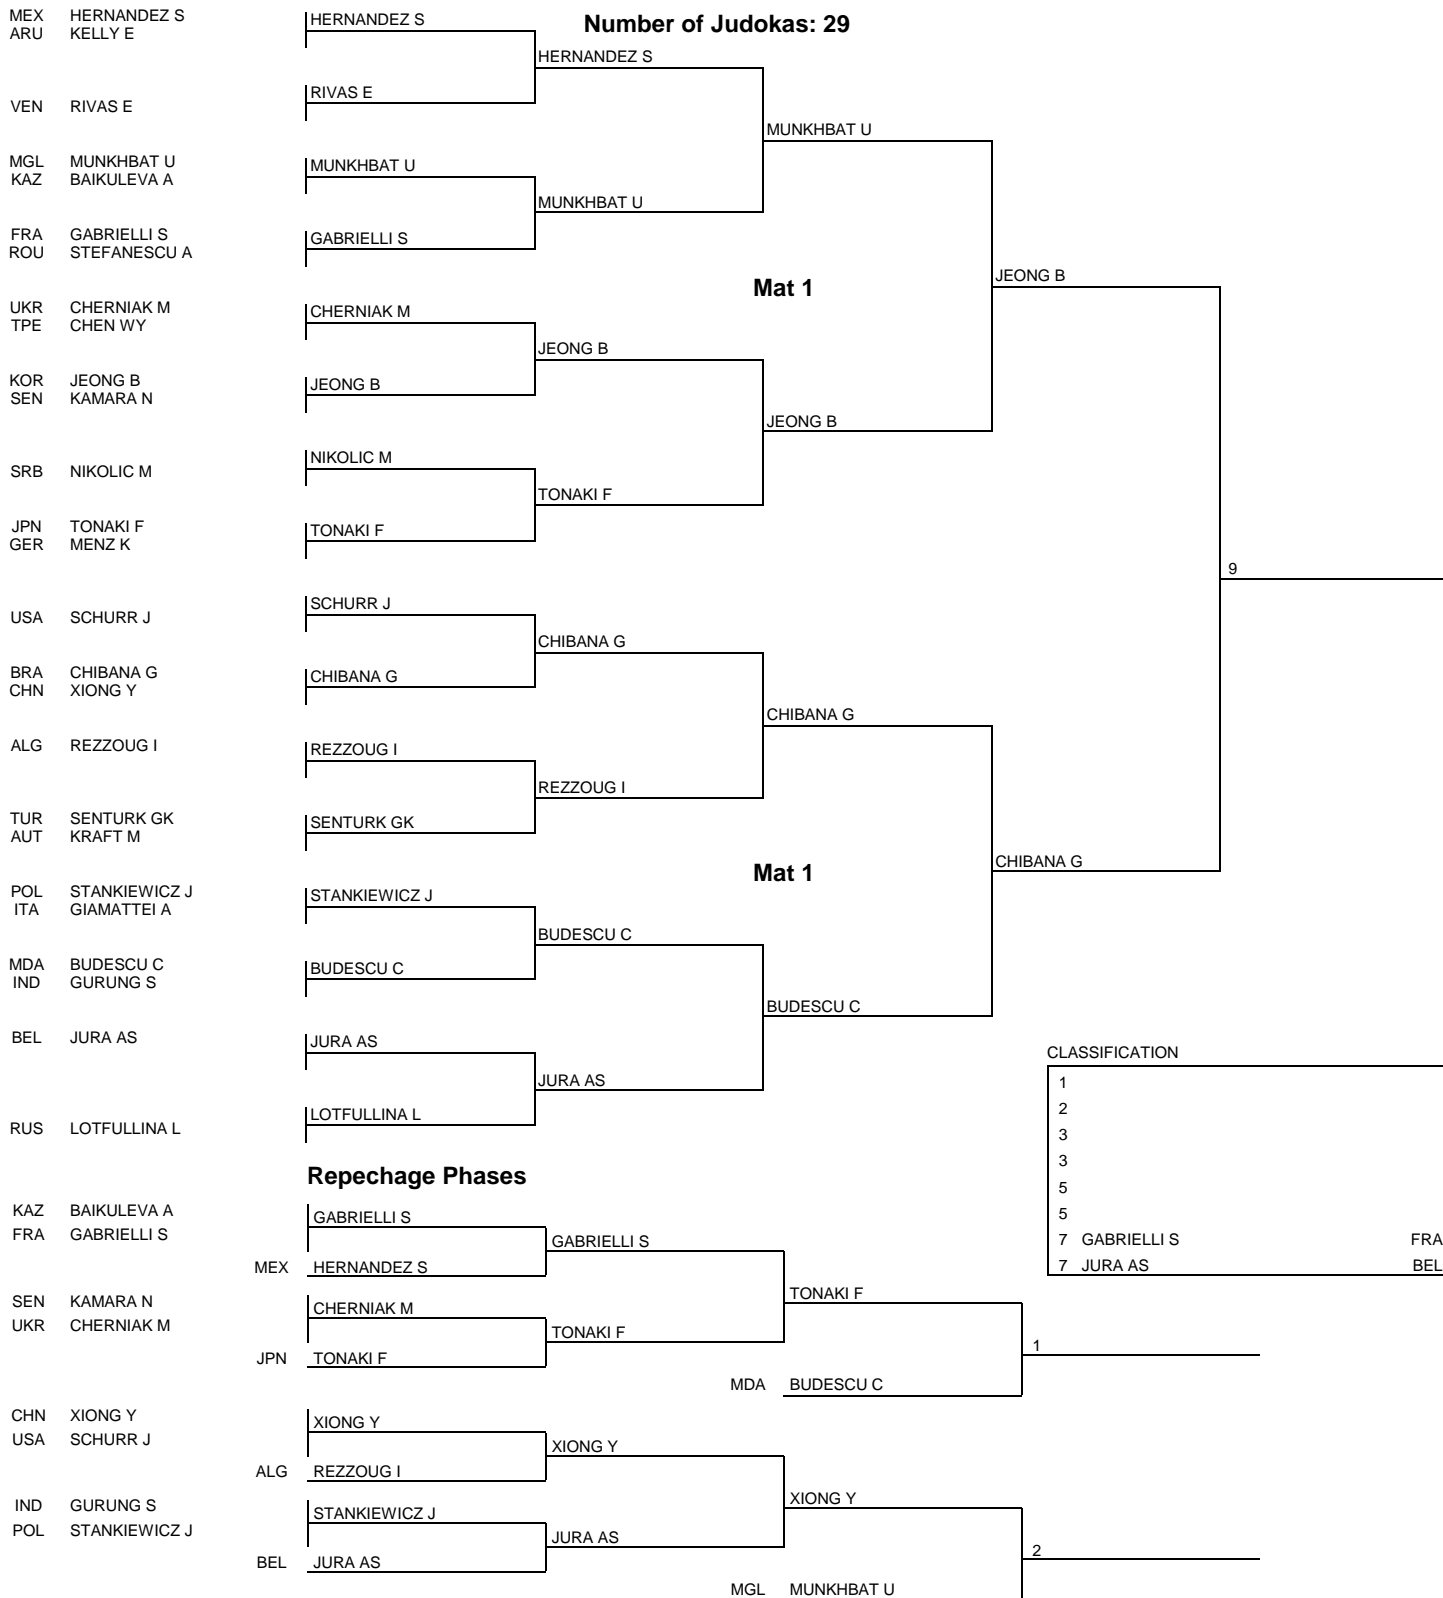 Number of Judokas: 29
MEX HERNANDEZ S
ARU KELLY E
HERNANDEZ S
HERNANDEZ S
RIVAS E
VEN RIVAS E
MUNKHBAT U
MGL MUNKHBAT U
KAZ BAIKULEVA A
MUNKHBAT U
MUNKHBAT U
FRA GABRIELLI S
ROU STEFANESCU A
GABRIELLI S
JEONG B
Mat 1
UKR CHERNIAK M
TPE CHEN WY
CHERNIAK M
JEONG B
KOR JEONG B
SEN KAMARA N
JEONG B
JEONG B
NIKOLIC M
SRB NIKOLIC M
TONAKI F
JPN TONAKI F
GER MENZ K
TONAKI F
9
SCHURR J
USA SCHURR J
CHIBANA G
BRA CHIBANA G
CHN XIONG Y
CHIBANA G
CHIBANA G
ALG REZZOUG I
REZZOUG I
REZZOUG I
TUR SENTURK GK
AUT KRAFT M
SENTURK GK
CHIBANA G
Mat 1
POL STANKIEWICZ J
ITA GIAMATTEI A
STANKIEWICZ J
BUDESCU C
MDA BUDESCU C
IND GURUNG S
BUDESCU C
BUDESCU C
BEL JURA AS
JURA AS
JURA AS
LOTFULLINA L
RUS LOTFULLINA L
CLASSIFICATION
1
2
3
3
5
5
7 GABRIELLI S FRA
7 JURA AS BEL
Repechage Phases
KAZ BAIKULEVA A
FRA GABRIELLI S
GABRIELLI S
GABRIELLI S
MEX HERNANDEZ S
TONAKI F
SEN KAMARA N
UKR CHERNIAK M
CHERNIAK M
TONAKI F
JPN TONAKI F
1
MDA BUDESCU C
CHN XIONG Y
USA SCHURR J
XIONG Y
XIONG Y
ALG REZZOUG I
XIONG Y
IND GURUNG S
POL STANKIEWICZ J
STANKIEWICZ J
JURA AS
BEL JURA AS
2
MGL MUNKHBAT U